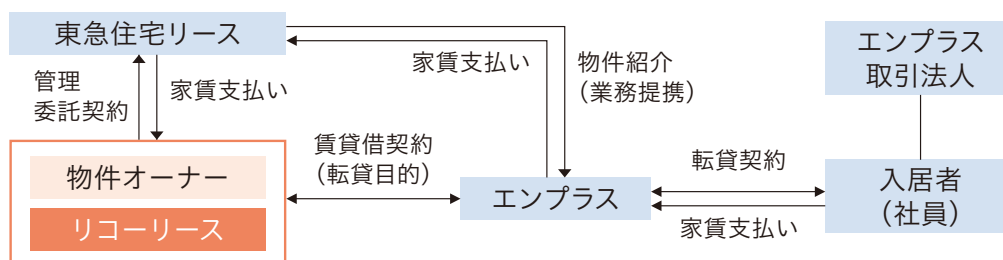 東急住宅リース
管理
委託契約
家賃支払い
家賃支払い
物件紹介
（業務提携）
エンプラス
取引法人
物件オーナー
リコーリース
賃貸借契約
（転貸目的）
エンプラス
転貸契約
家賃支払い
入居者
（社員）